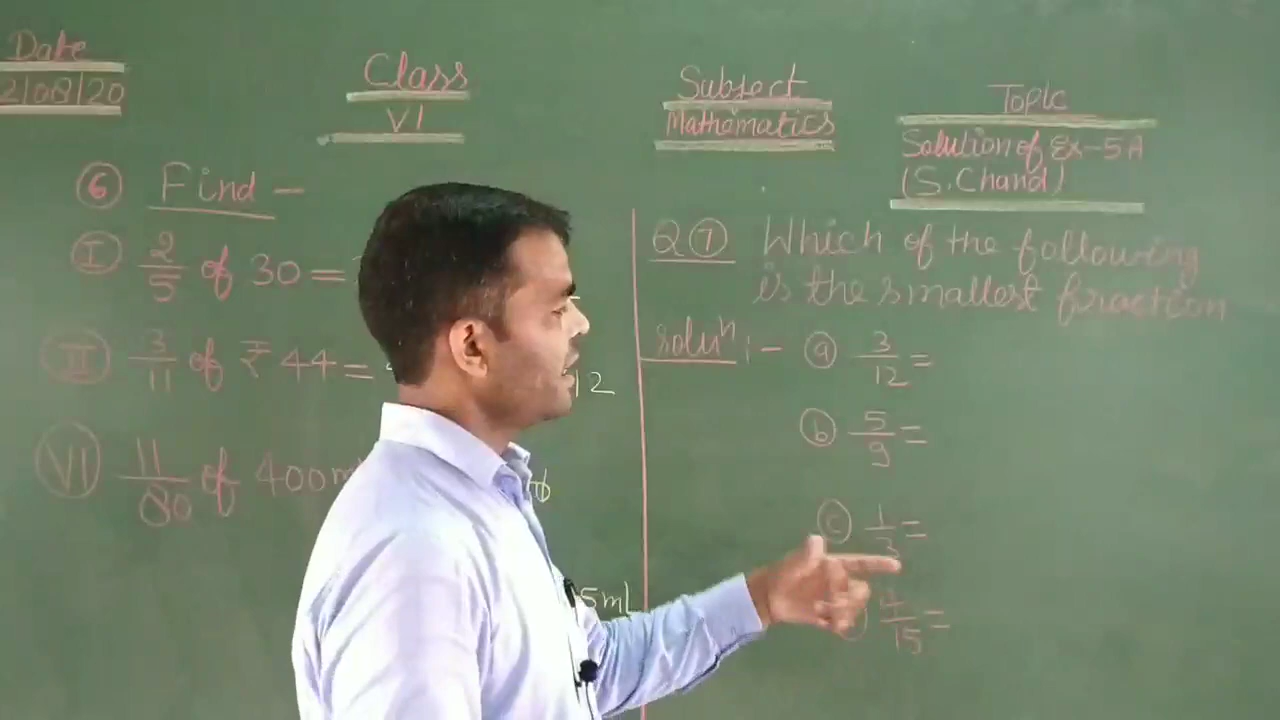 Date
2/08/20
Class
VI
Subject
Mathematics
Topic
Solution of Ex-5A
(S. Chand)
6 Find -
I 2/5 of 30 =
II 3/11 of ₹ 44 =
12
VI 11/80 of 400m
5ml
Q 7 Which of the following
is the smallest fraction
soluⁿ :- a 3/12 =
b 5/9 =
c 1/3 =
4/15 =